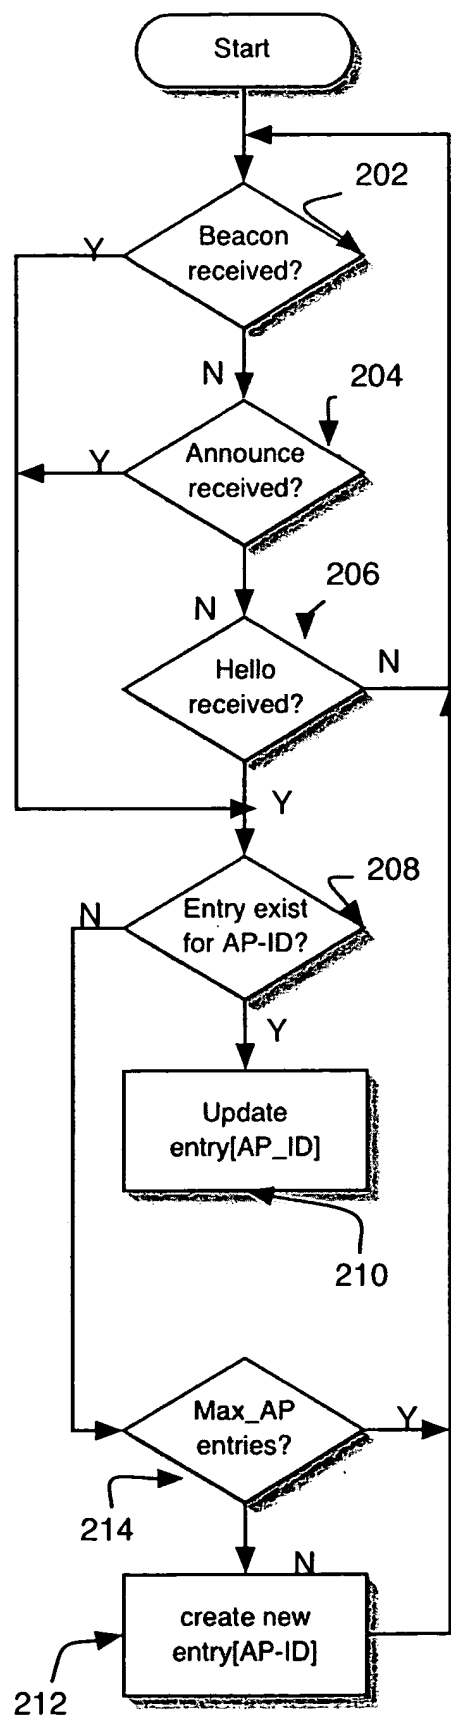 Start
202
Y
Beacon
received?
N
204
Y
Announce
received?
206
N
Hello
received?
N
Y
208
N
Entry exist
for AP-ID?
Y
Update
entry[AP_ID]
210
Max_AP
entries?
Y
214
N
create new
entry[AP-ID]
212